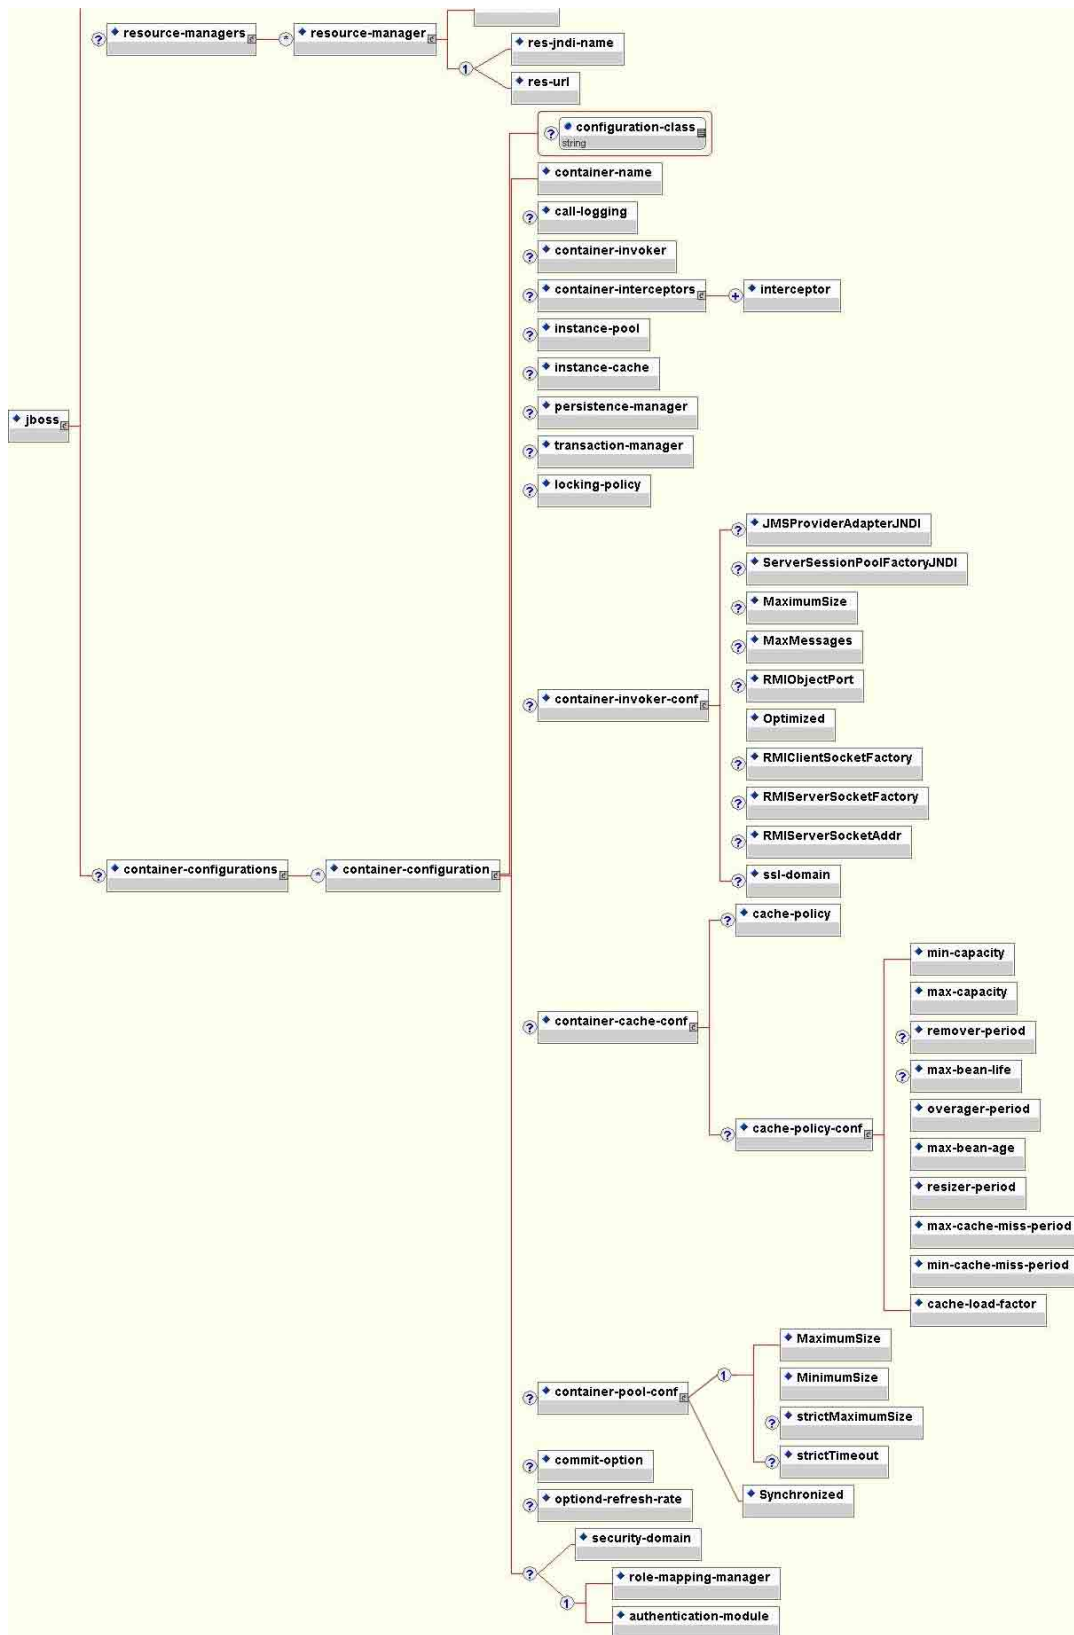 resource-managers
resource-manager
res-jndi-name
1
res-url
configuration-class
string
container-name
call-logging
container-invoker
container-interceptors
interceptor
instance-pool
instance-cache
jboss
persistence-manager
transaction-manager
locking-policy
JMSProviderAdapterJNDI
ServerSessionPoolFactoryJNDI
MaximumSize
MaxMessages
RMIObjectPort
container-invoker-conf
Optimized
RMIClientSocketFactory
RMIServerSocketFactory
RMIServerSocketAddr
container-configurations
container-configuration
ssl-domain
cache-policy
min-capacity
max-capacity
container-cache-conf
remover-period
max-bean-life
overager-period
cache-policy-conf
max-bean-age
resizer-period
max-cache-miss-period
min-cache-miss-period
cache-load-factor
MaximumSize
1
MinimumSize
container-pool-conf
strictMaximumSize
strictTimeout
commit-option
Synchronized
optiond-refresh-rate
security-domain
role-mapping-manager
1
authentication-module